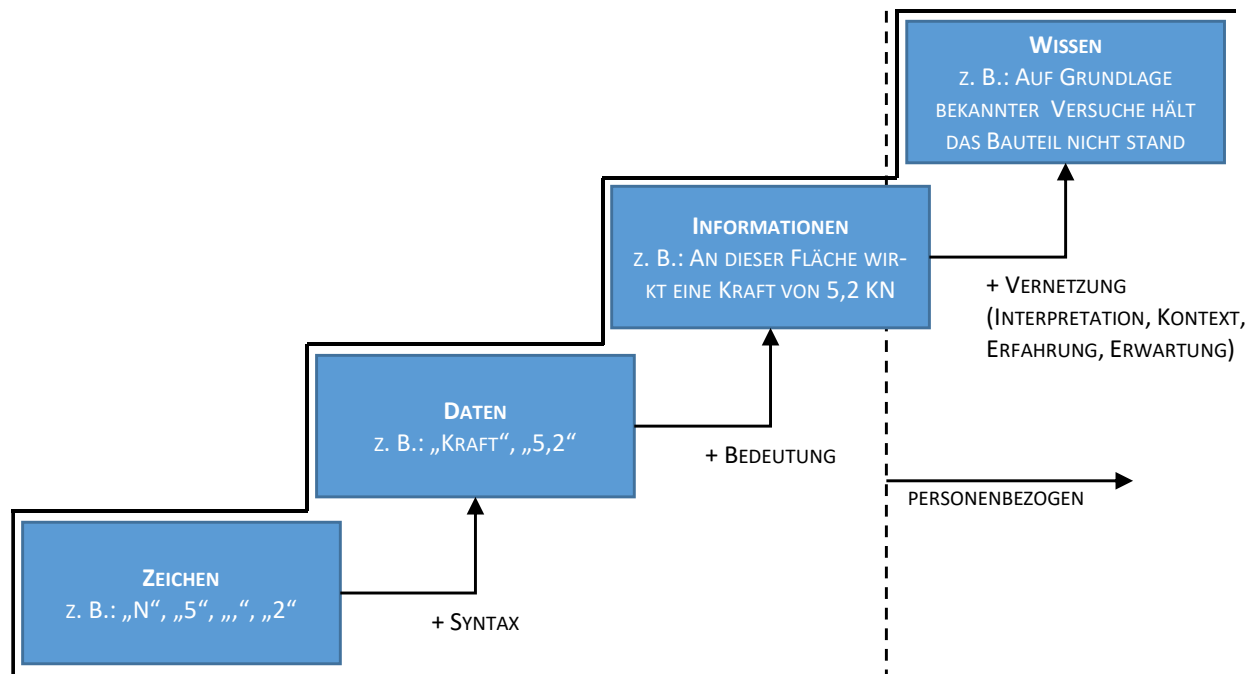 WISSEN
Z. B.: AUF GRUNDLAGE
BEKANNTER VERSUCHE HÄLT
DAS BAUTEIL NICHT STAND
INFORMATIONEN
Z. B.: AN DIESER FLÄCHE WIR-
KT EINE KRAFT VON 5,2 KN
+ VERNETZUNG
(INTERPRETATION, KONTEXT,
ERFAHRUNG, ERWARTUNG)
DATEN
Z. B.: „KRAFT“, „5,2“
+ BEDEUTUNG
PERSONENBEZOGEN
ZEICHEN
Z. B.: „N“, „5“, „,“, „2“
+ SYNTAX